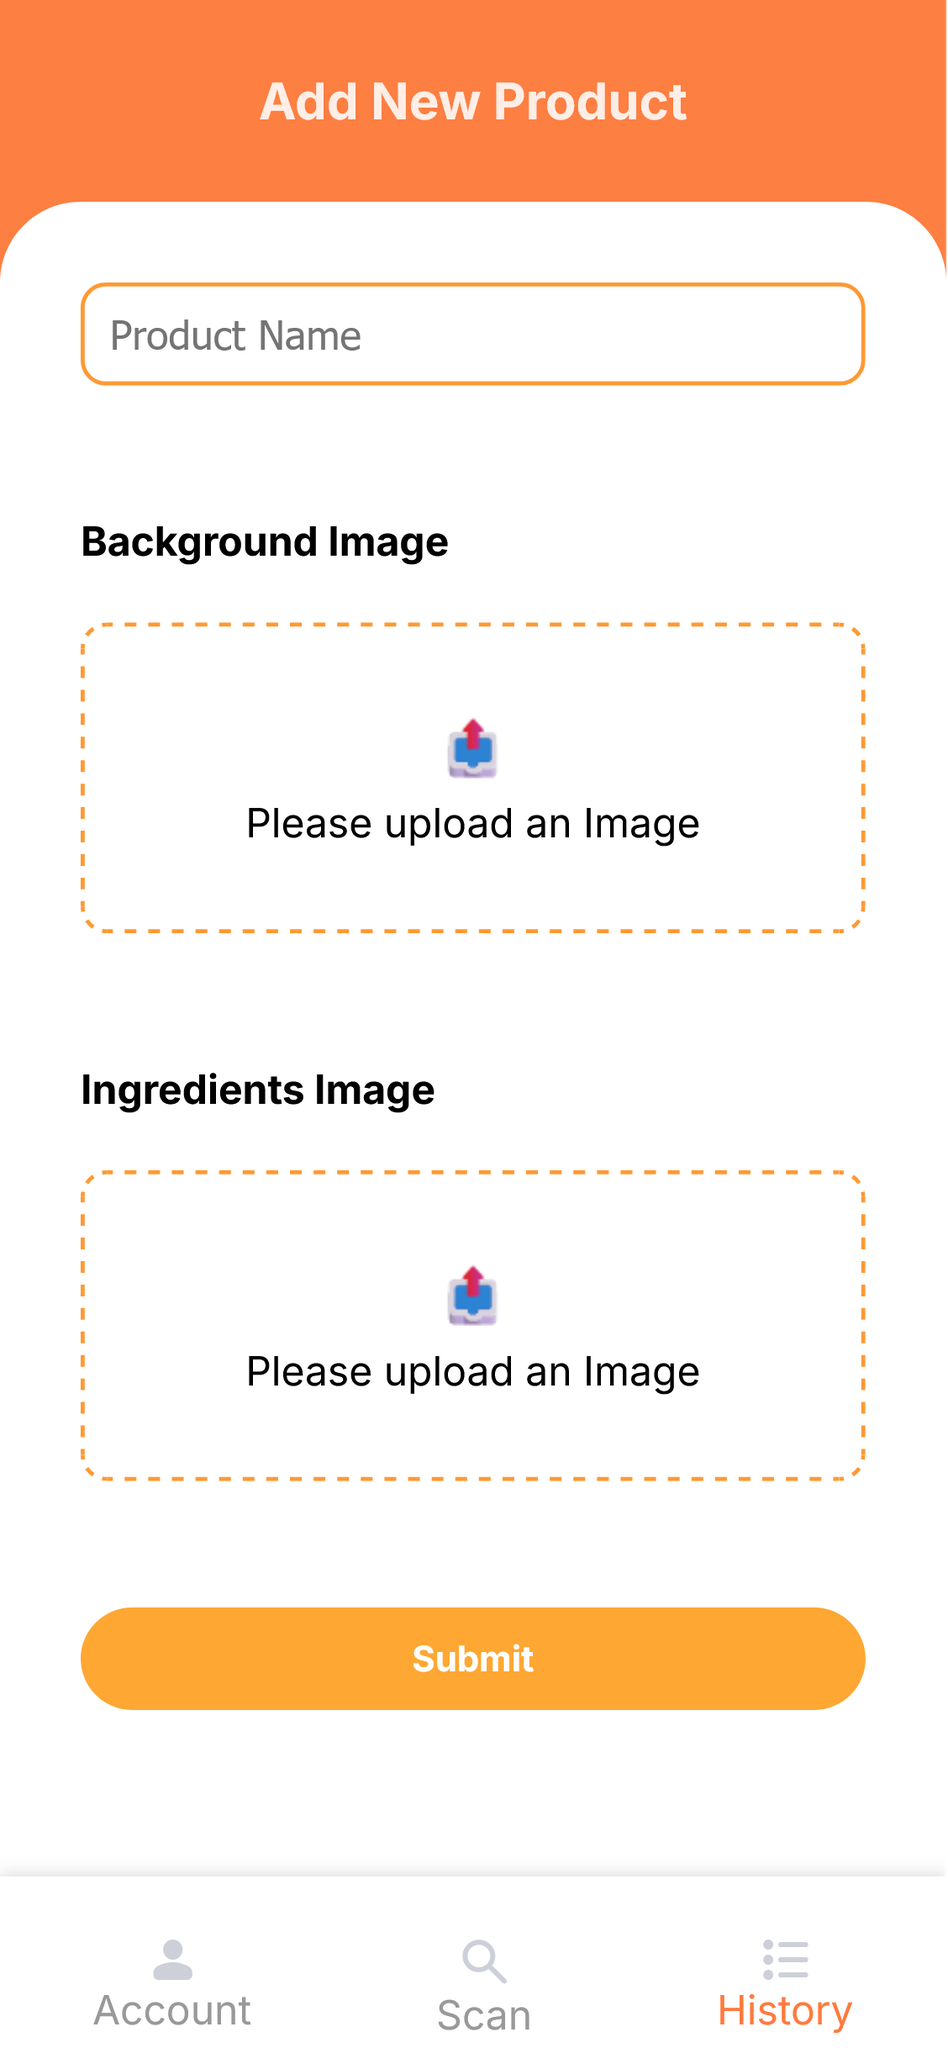 Add New Product
Product Name
Background Image
Please upload an Image
Ingredients Image
Please upload an Image
Submit
Account
Scan
History